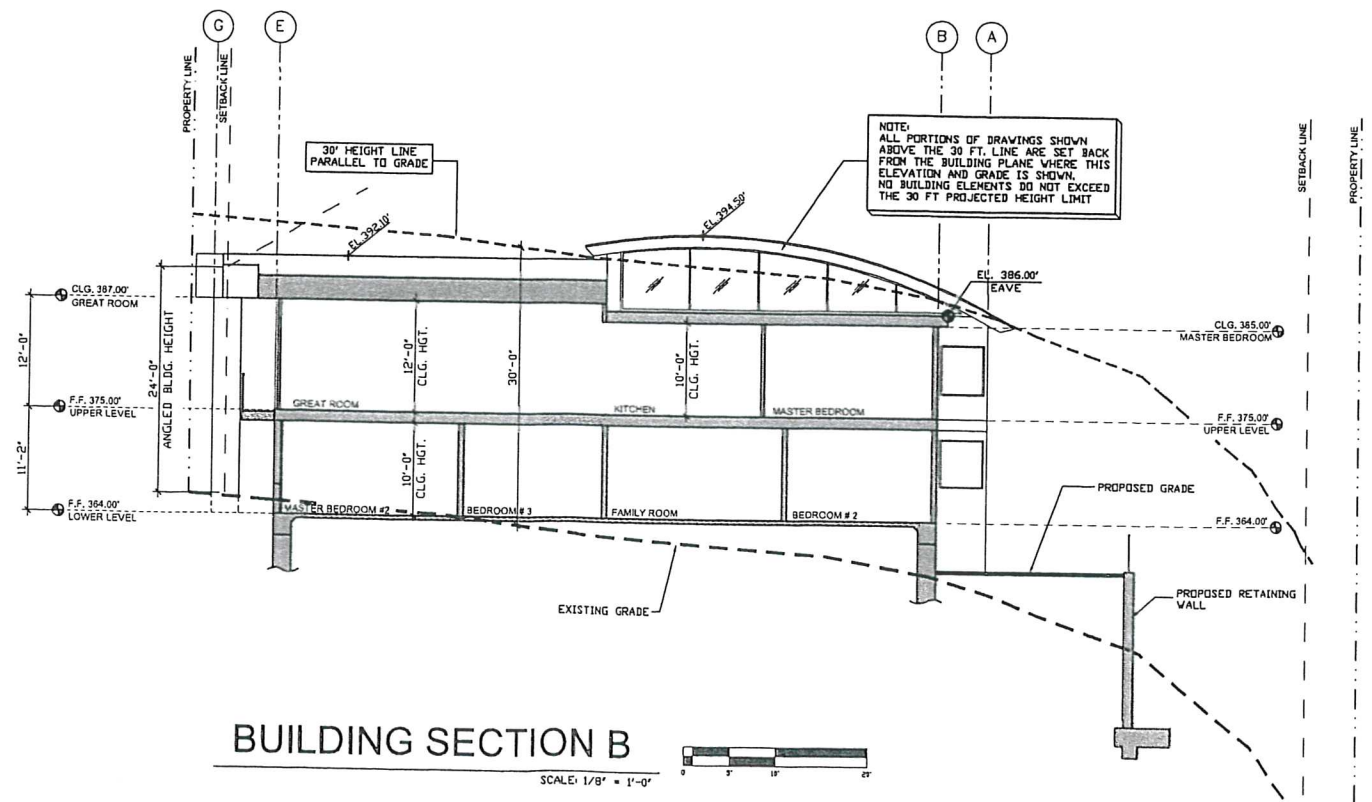 G
E
B
A
PROPERTY LINE
SETBACK LINE
SETBACK LINE
PROPERTY LINE
30' HEIGHT LINE
PARALLEL TO GRADE
NOTE:
ALL PORTIONS OF DRAWINGS SHOWN
ABOVE THE 30 FT. LINE ARE SET BACK
FROM THE BUILDING PLANE WHERE THIS
ELEVATION AND GRADE IS SHOWN.
NO BUILDING ELEMENTS DO NOT EXCEED
THE 30 FT PROJECTED HEIGHT LIMIT
EL.392.10'
EL.394.50'
EL. 386.00'
EAVE
CLG. 387.00'
GREAT ROOM
CLG. 385.00'
MASTER BEDROOM
12'-0"
24'-0"
ANGLED BLDG. HEIGHT
12'-0"
CLG. HGT.
30'-0"
10'-0"
CLG. HGT.
F.F. 375.00'
UPPER LEVEL
GREAT ROOM
KITCHEN
MASTER BEDROOM
F.F. 375.00'
UPPER LEVEL
11'-2"
10'-0"
CLG. HGT.
PROPOSED GRADE
F.F. 364.00'
LOWER LEVEL
MASTER BEDROOM #2
BEDROOM # 3
FAMILY ROOM
BEDROOM # 2
F.F. 364.00'
EXISTING GRADE
PROPOSED RETAINING
WALL
BUILDING SECTION B
SCALE: 1/8" = 1'-0"
0
10'